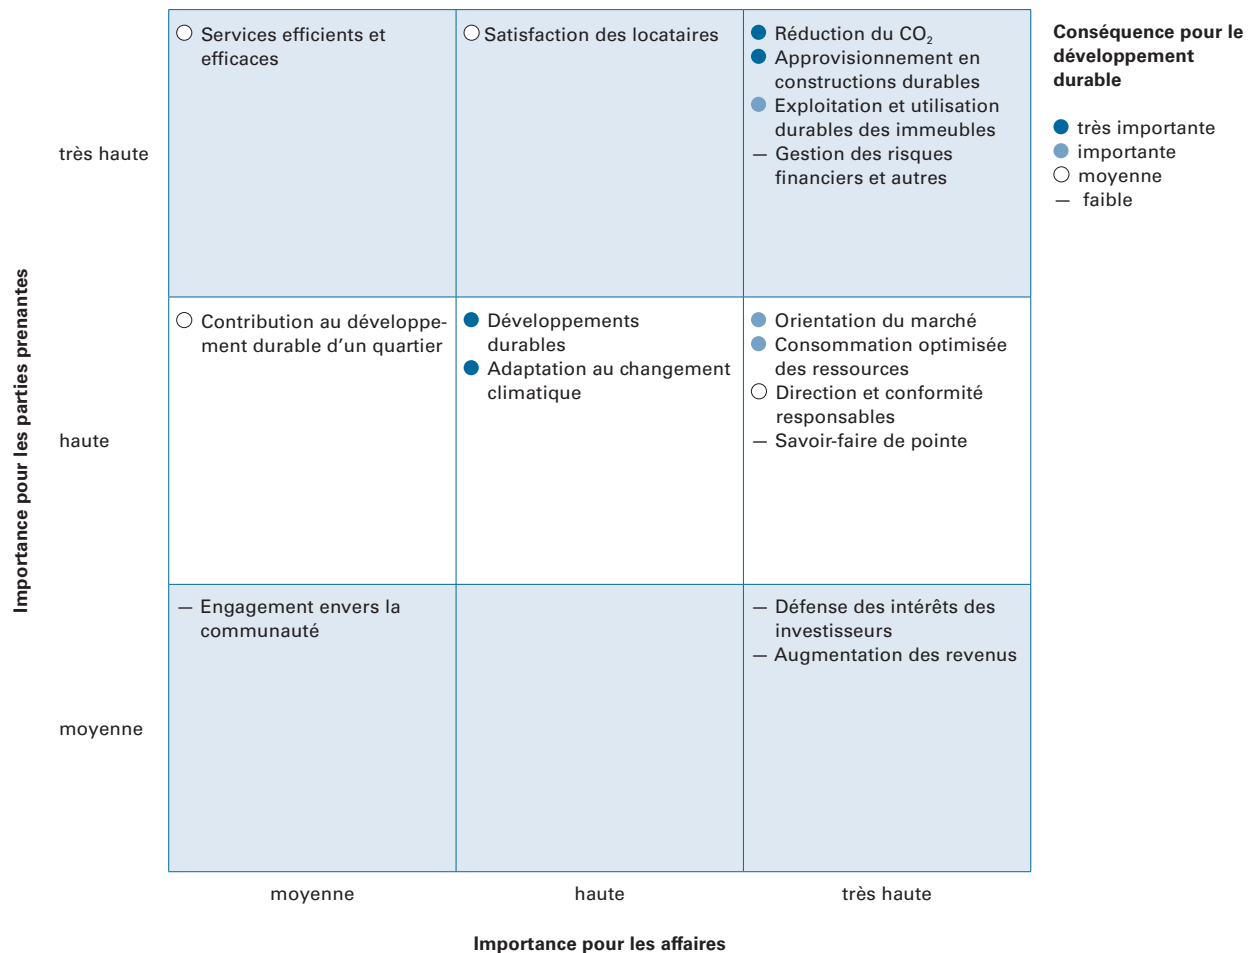 Services efficients et
efficaces
Satisfaction des locataires
Réduction du CO₂
Approvisionnement en
constructions durables
Exploitation et utilisation
durables des immeubles
— Gestion des risques
financiers et autres
Conséquence pour le
développement
durable
très importante
importante
moyenne
— faible
très haute
Importance pour les parties prenantes
Contribution au développe-
ment durable d'un quartier
Développements
durables
Adaptation au changement
climatique
Orientation du marché
Consommation optimisée
des ressources
Direction et conformité
responsables
— Savoir-faire de pointe
haute
— Engagement envers la
communauté
— Défense des intérêts des
investisseurs
— Augmentation des revenus
moyenne
moyenne
haute
très haute
Importance pour les affaires